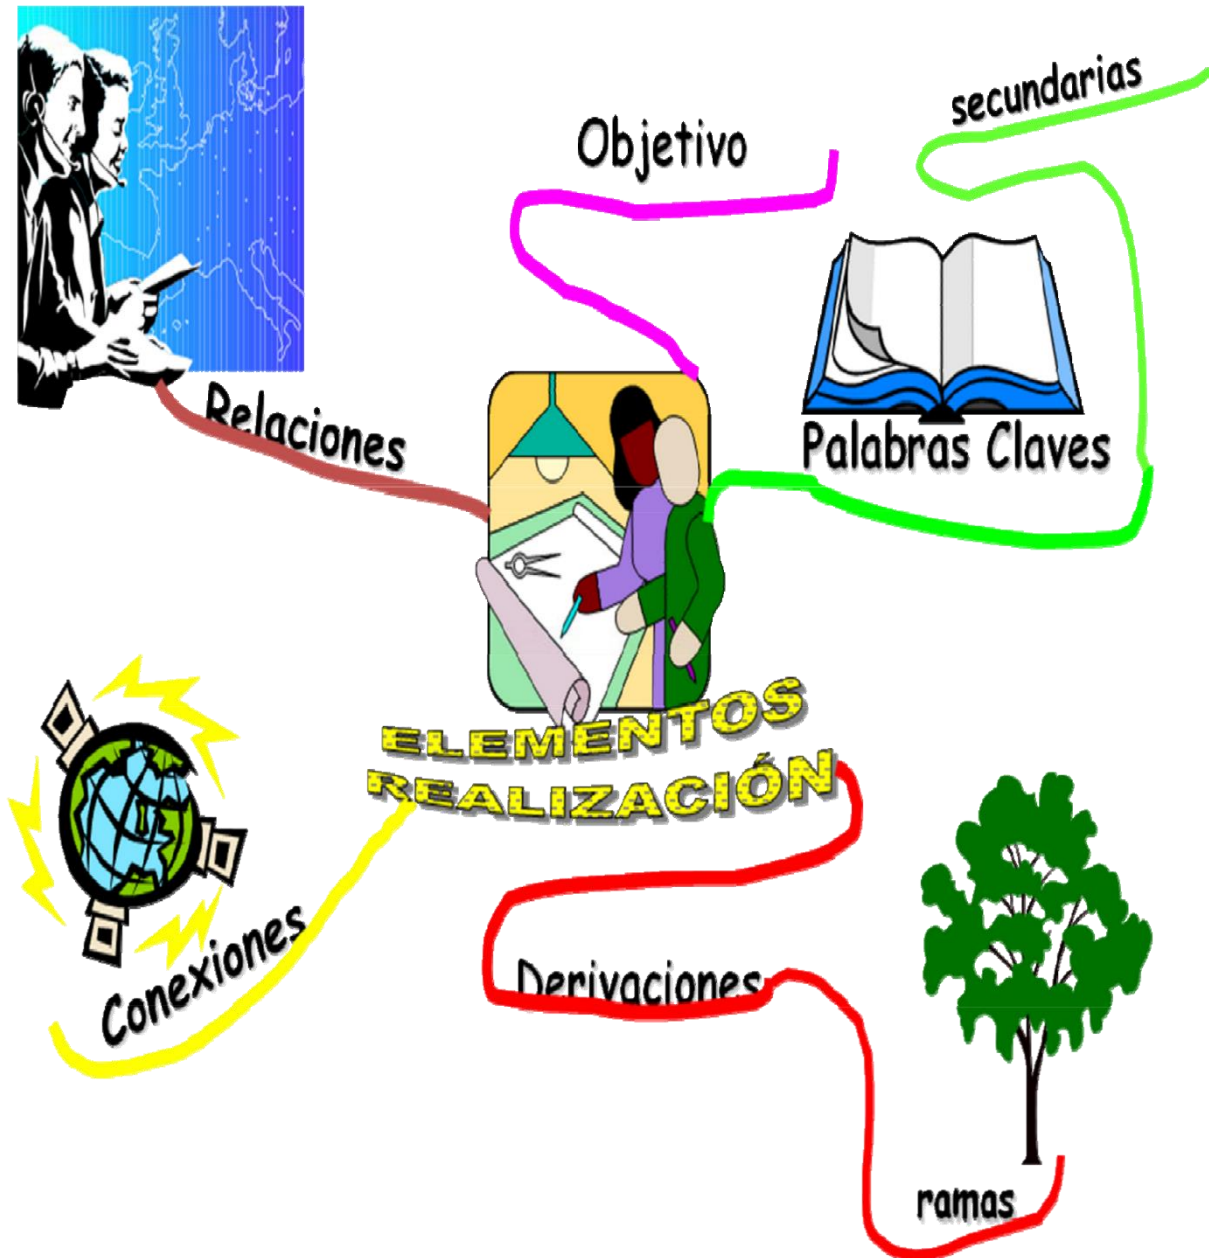 secundarias
Objetivo
Palabras Claves
Relaciones
ELEMENTOS
REALIZACIÓN
Conexiones
Derivaciones
ramas